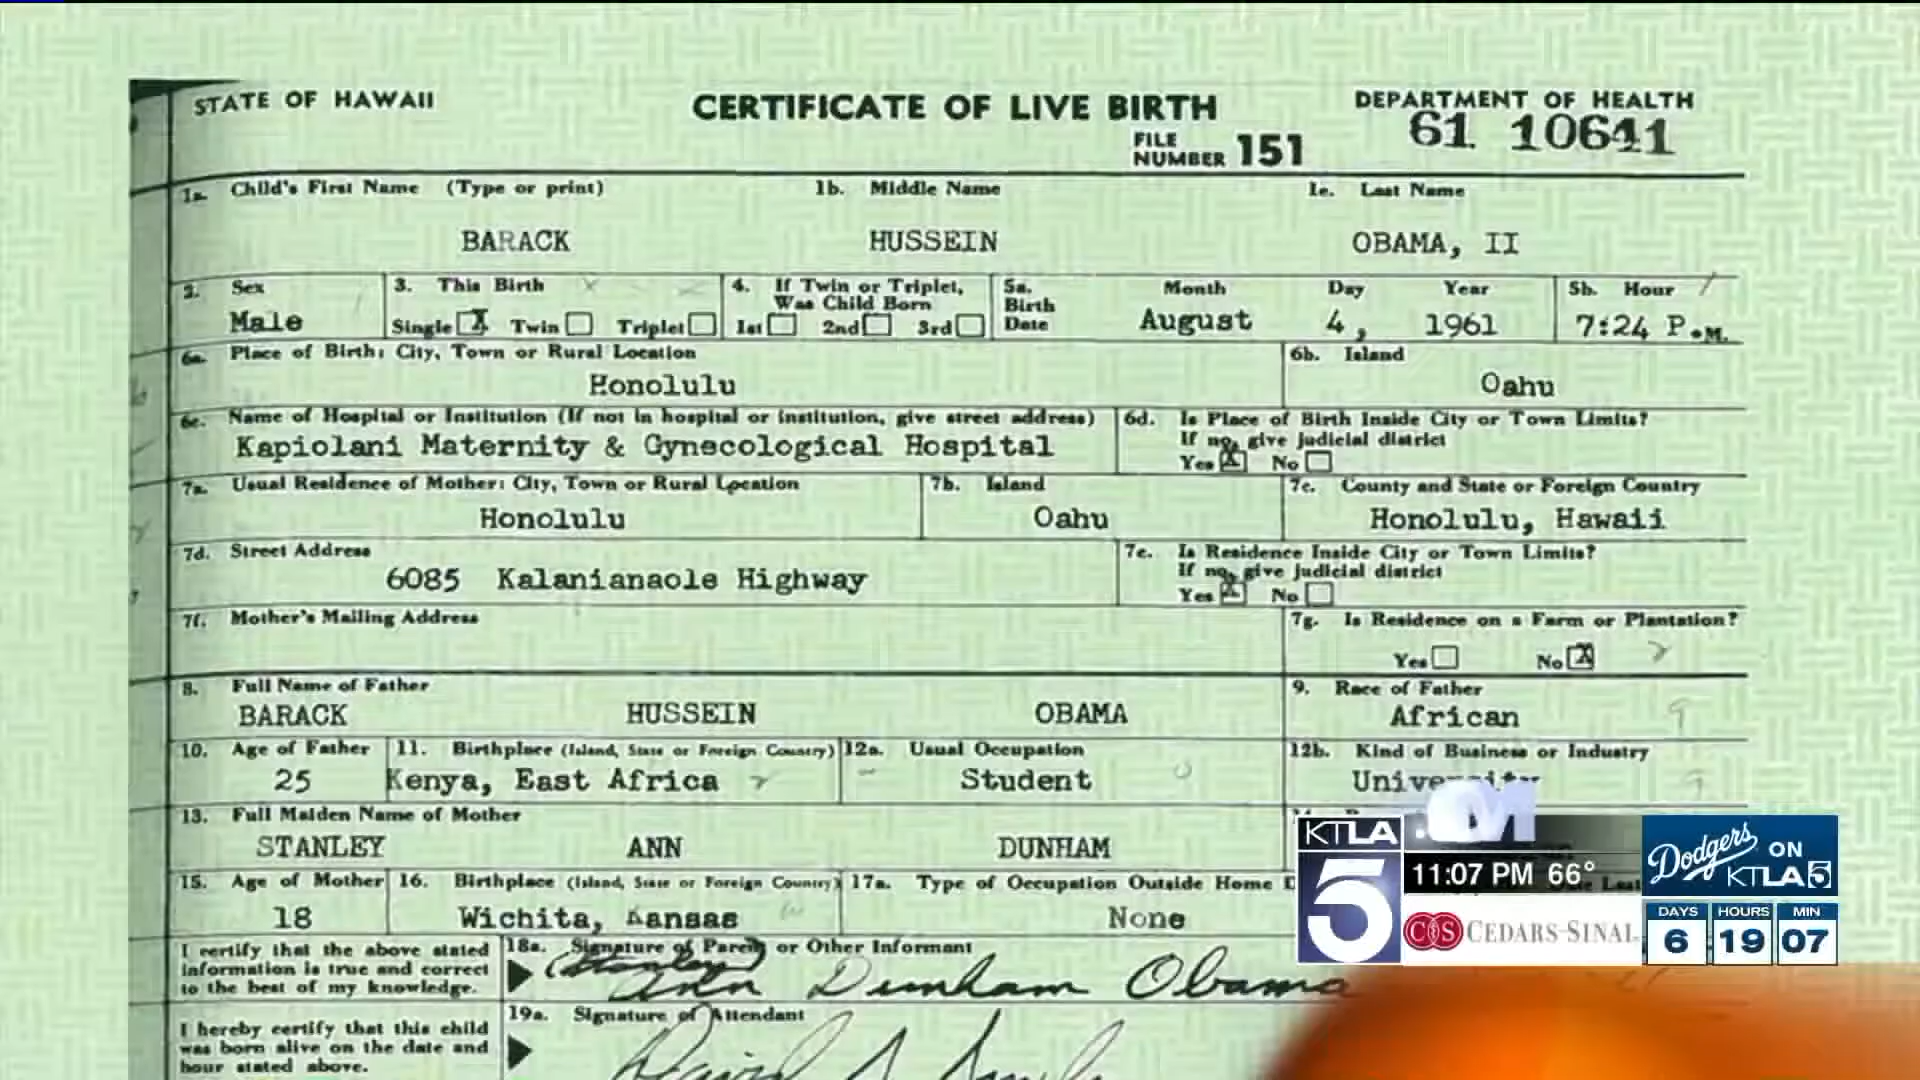 STATE OF HAWAII
CERTIFICATE OF LIVE BIRTH
DEPARTMENT OF HEALTH
FILE NUMBER 151
61 10641
1a. Child's First Name (Type or print)
1b. Middle Name
1c. Last Name
BARACK
HUSSEIN
OBAMA, II
2. Sex
Male
3. This Birth
Single X Twin Triplet
4. If Twin or Triplet,
Was Child Born
1st 2nd 3rd
5a.
Birth
Date
Month Day Year
August 4, 1961
5b. Hour
7:24 P.M.
6a. Place of Birth: City, Town or Rural Location
Honolulu
6b. Island
Oahu
6c. Name of Hospital or Institution (If not in hospital or institution, give street address)
Kapiolani Maternity & Gynecological Hospital
6d. Is Place of Birth Inside City or Town Limits?
If no, give judicial district
Yes X No
7a. Usual Residence of Mother: City, Town or Rural Location
Honolulu
7b. Island
Oahu
7c. County and State or Foreign Country
Honolulu, Hawaii
7d. Street Address
6085 Kalanianaole Highway
7e. Is Residence Inside City or Town Limits?
If no, give judicial district
Yes X No
7f. Mother's Mailing Address
7g. Is Residence on a Farm or Plantation?
Yes No X
8. Full Name of Father
BARACK HUSSEIN OBAMA
9. Race of Father
African
10. Age of Father
25
11. Birthplace (Island, State or Foreign Country)
Kenya, East Africa
12a. Usual Occupation
Student
12b. Kind of Business or Industry
University
13. Full Maiden Name of Mother
STANLEY ANN DUNHAM
15. Age of Mother
18
16. Birthplace (Island, State or Foreign Country)
Wichita, Kansas
17a. Type of Occupation Outside Home
None
I certify that the above stated
information is true and correct
to the best of my knowledge.
18a. Signature of Parent or Other Informant
(Stanley)
Ann Dunham Obama
I hereby certify that this child
was born alive on the date and
hour stated above.
19a. Signature of Attendant
KTLA
5
11:07 PM 66°
CEDARS-SINAI
Dodgers ON
KTLA 5
DAYS HOURS MIN
6 19 07